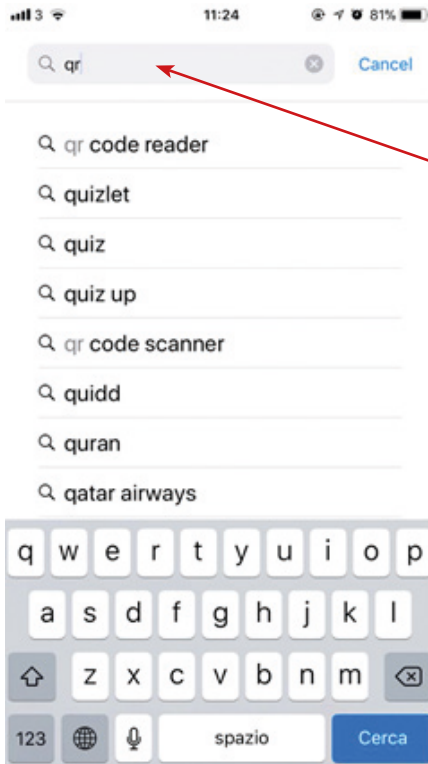 3 11:24 81%
qr Cancel
qr code reader
quizlet
quiz
quiz up
qr code scanner
quidd
quran
qatar airways
q w e r t y u i o p
a s d f g h j k l
z x c v b n m
123 spazio Cerca